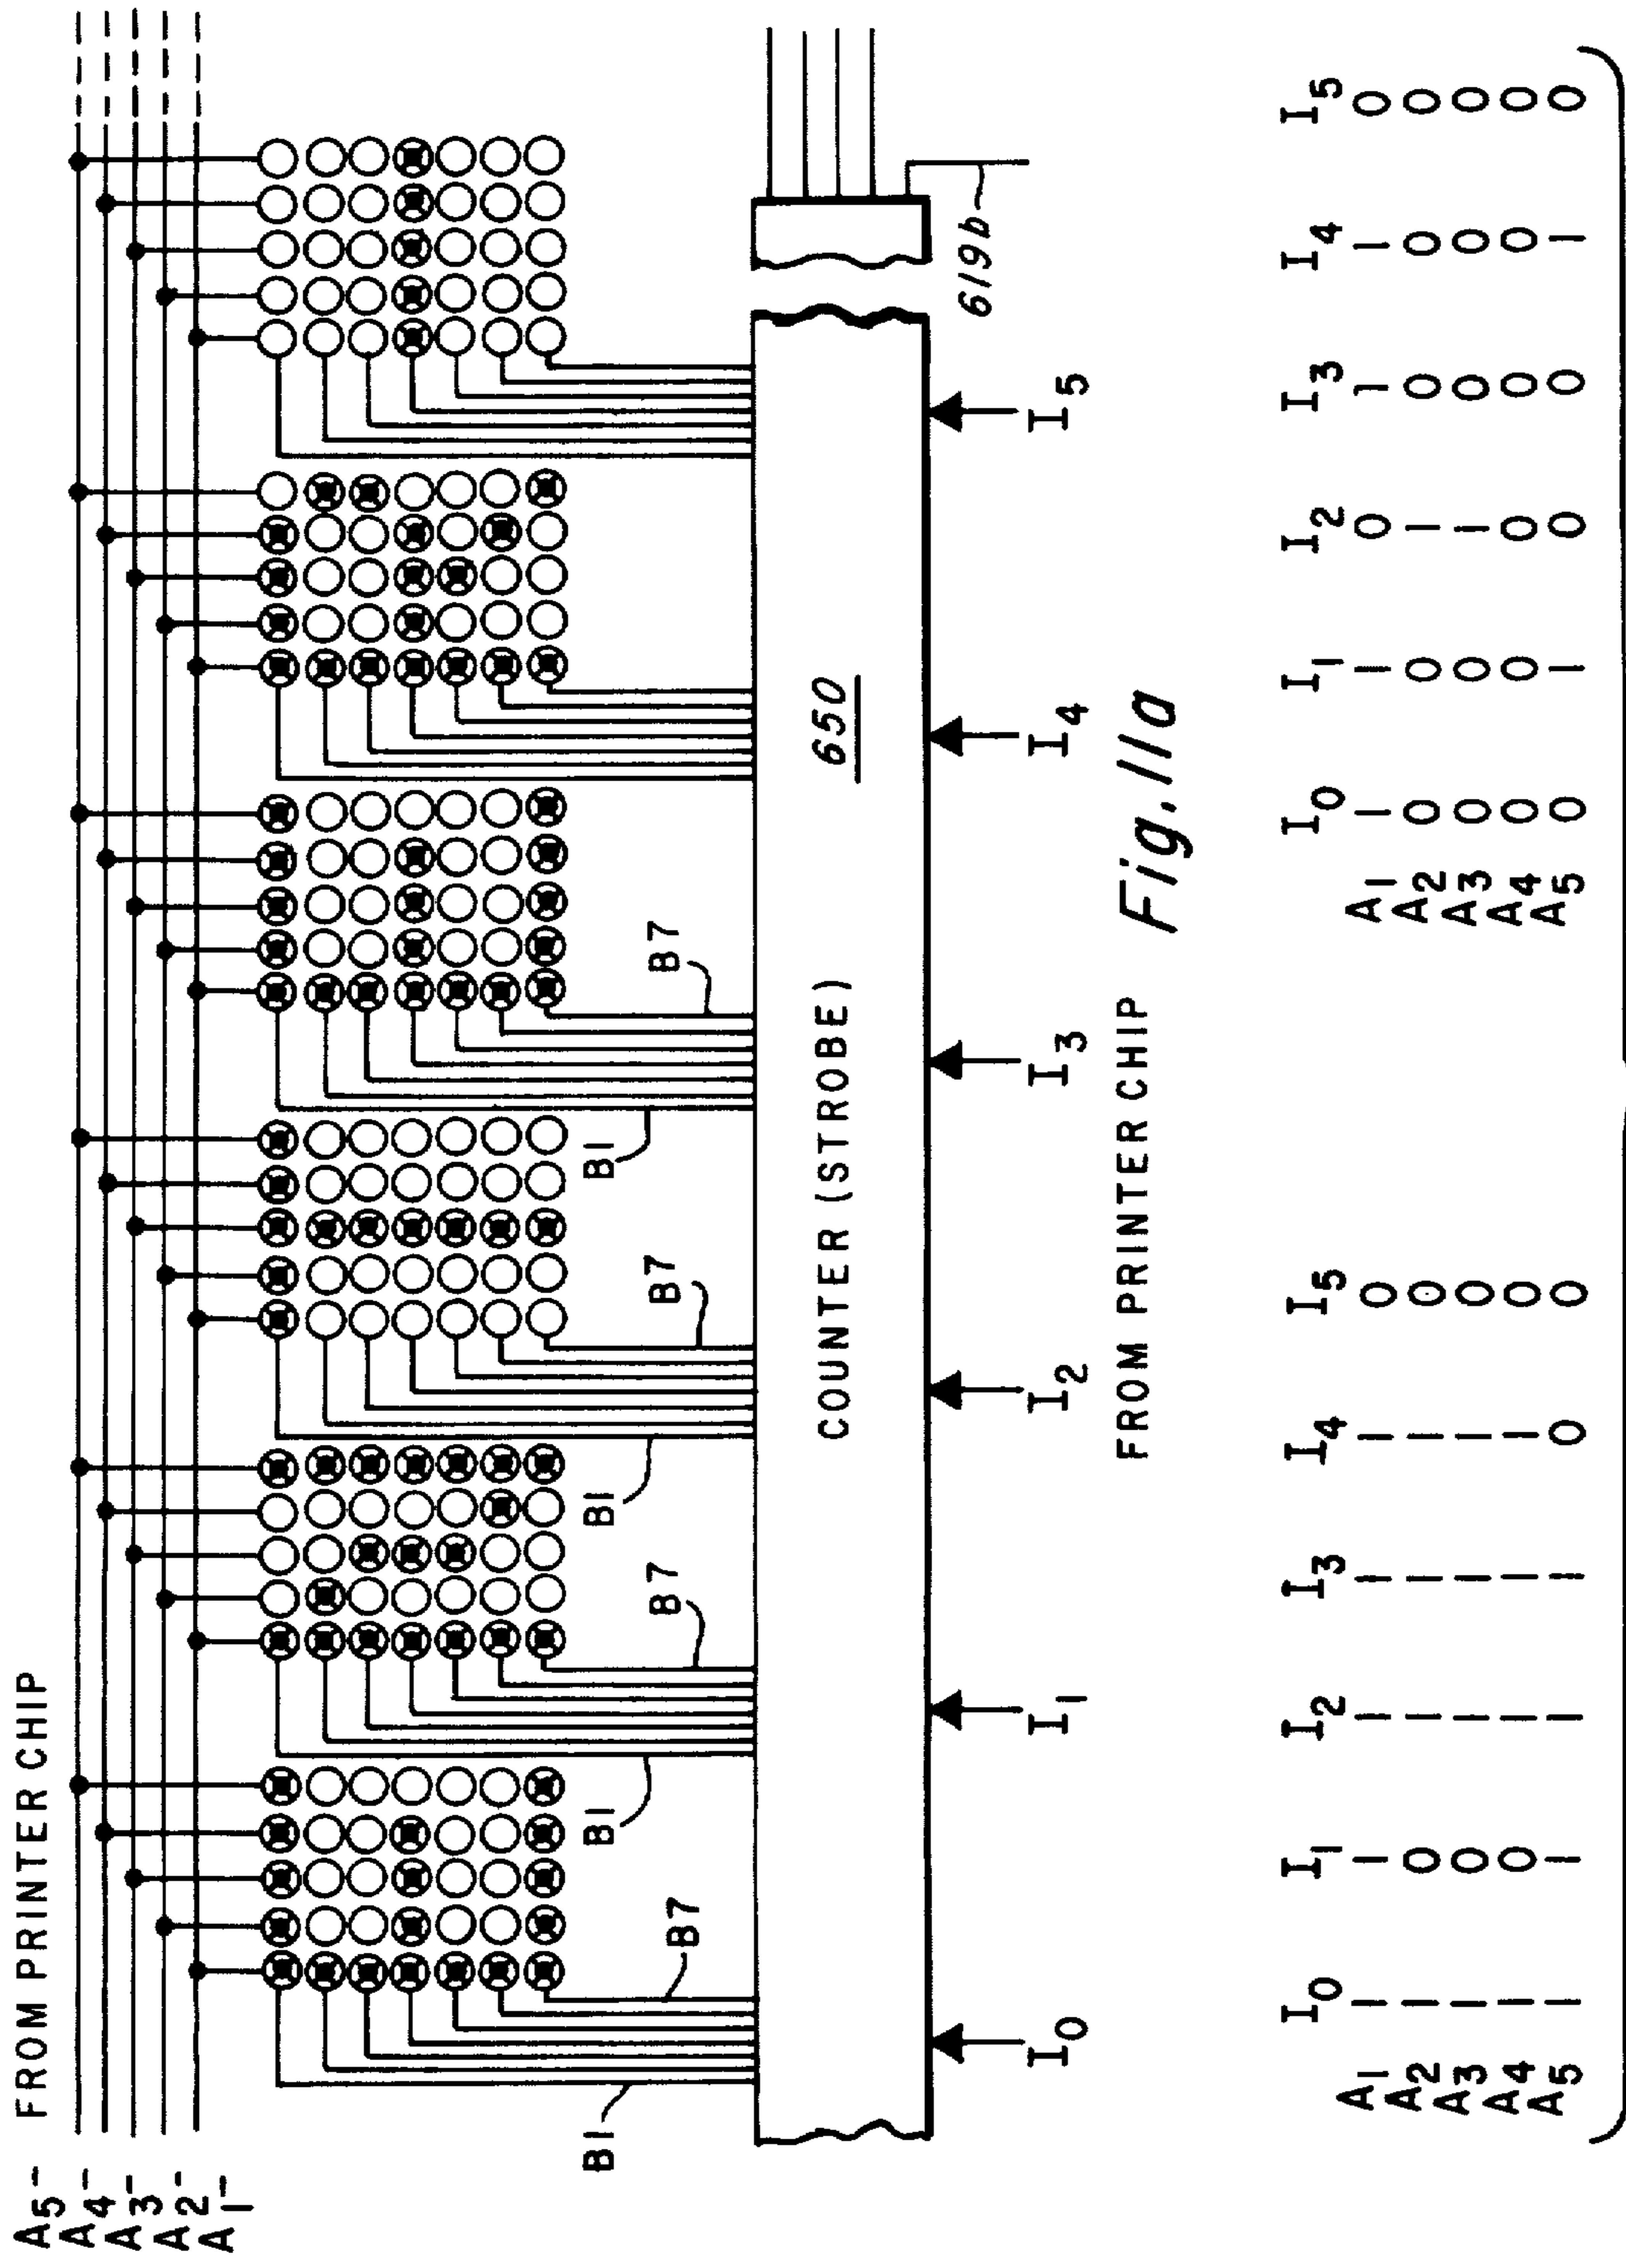 FROM PRINTER CHIP
A5-
A4-
A3-
A2-
A1-
B1
B7
B1
B7
B1
B7
B1
B7
COUNTER (STROBE)
650
619b
I0 I1 I2 I3 I4 I5
FROM PRINTER CHIP
Fig. 11a
I0 I1 I2 I3 I4 I5
A1 1 1 1 1 1 0
A2 1 0 1 1 1 0
A3 1 0 1 1 1 0
A4 1 0 1 1 1 0
A5 1 1 1 1 0 0
I0 I1 I2 I3 I4 I5
A1 1 1 0 1 1 0
A2 0 0 1 0 0 0
A3 0 0 1 0 0 0
A4 0 0 0 0 0 0
A5 0 1 0 0 1 0